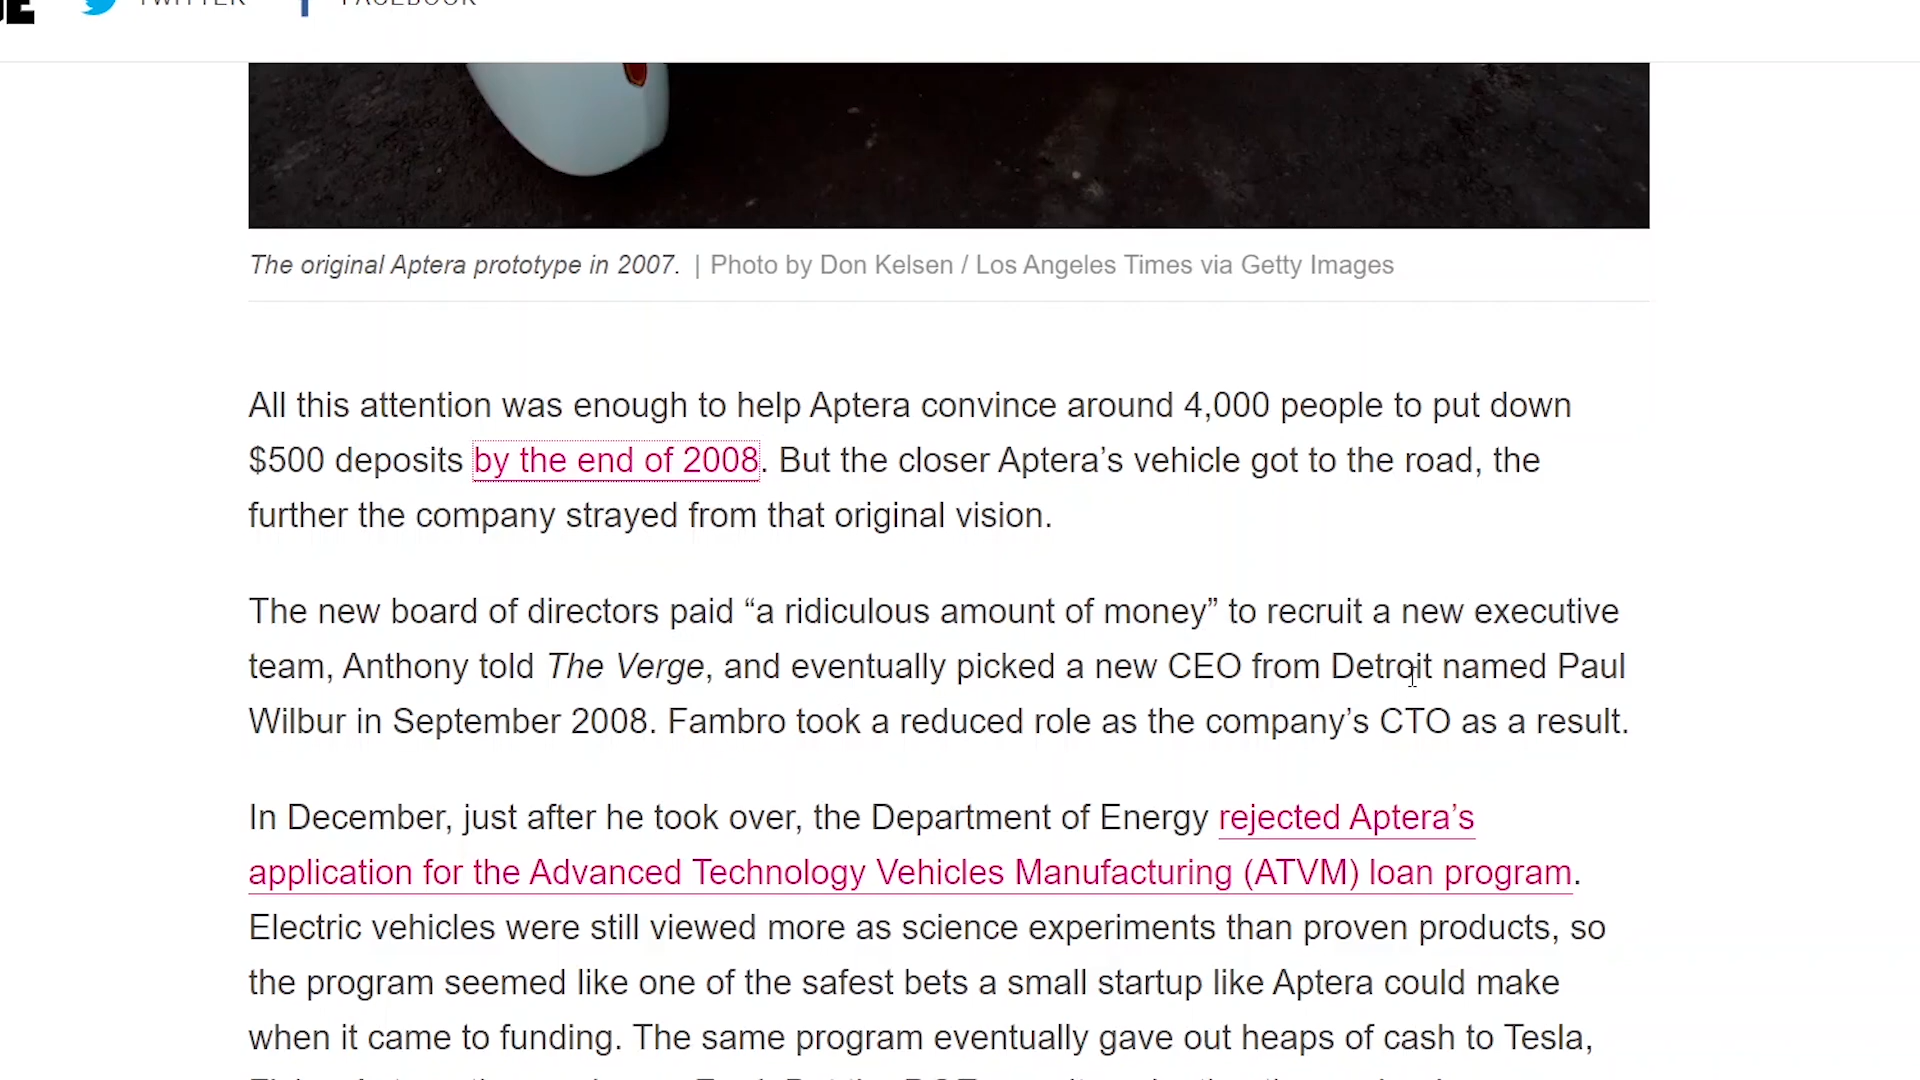 The original Aptera prototype in 2007. | Photo by Don Kelsen / Los Angeles Times via Getty Images
All this attention was enough to help Aptera convince around 4,000 people to put down
$500 deposits by the end of 2008. But the closer Aptera’s vehicle got to the road, the
further the company strayed from that original vision.
The new board of directors paid “a ridiculous amount of money” to recruit a new executive
team, Anthony told The Verge, and eventually picked a new CEO from Detroit named Paul
Wilbur in September 2008. Fambro took a reduced role as the company’s CTO as a result.
In December, just after he took over, the Department of Energy rejected Aptera’s
application for the Advanced Technology Vehicles Manufacturing (ATVM) loan program.
Electric vehicles were still viewed more as science experiments than proven products, so
the program seemed like one of the safest bets a small startup like Aptera could make
when it came to funding. The same program eventually gave out heaps of cash to Tesla,